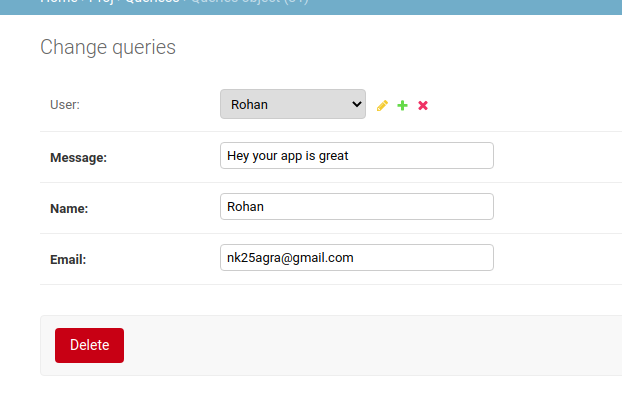 Home › Proj › Queriess › Queries object (31)
Change queries
User:
Rohan
Message:
Hey your app is great
Name:
Rohan
Email:
nk25agra@gmail.com
Delete